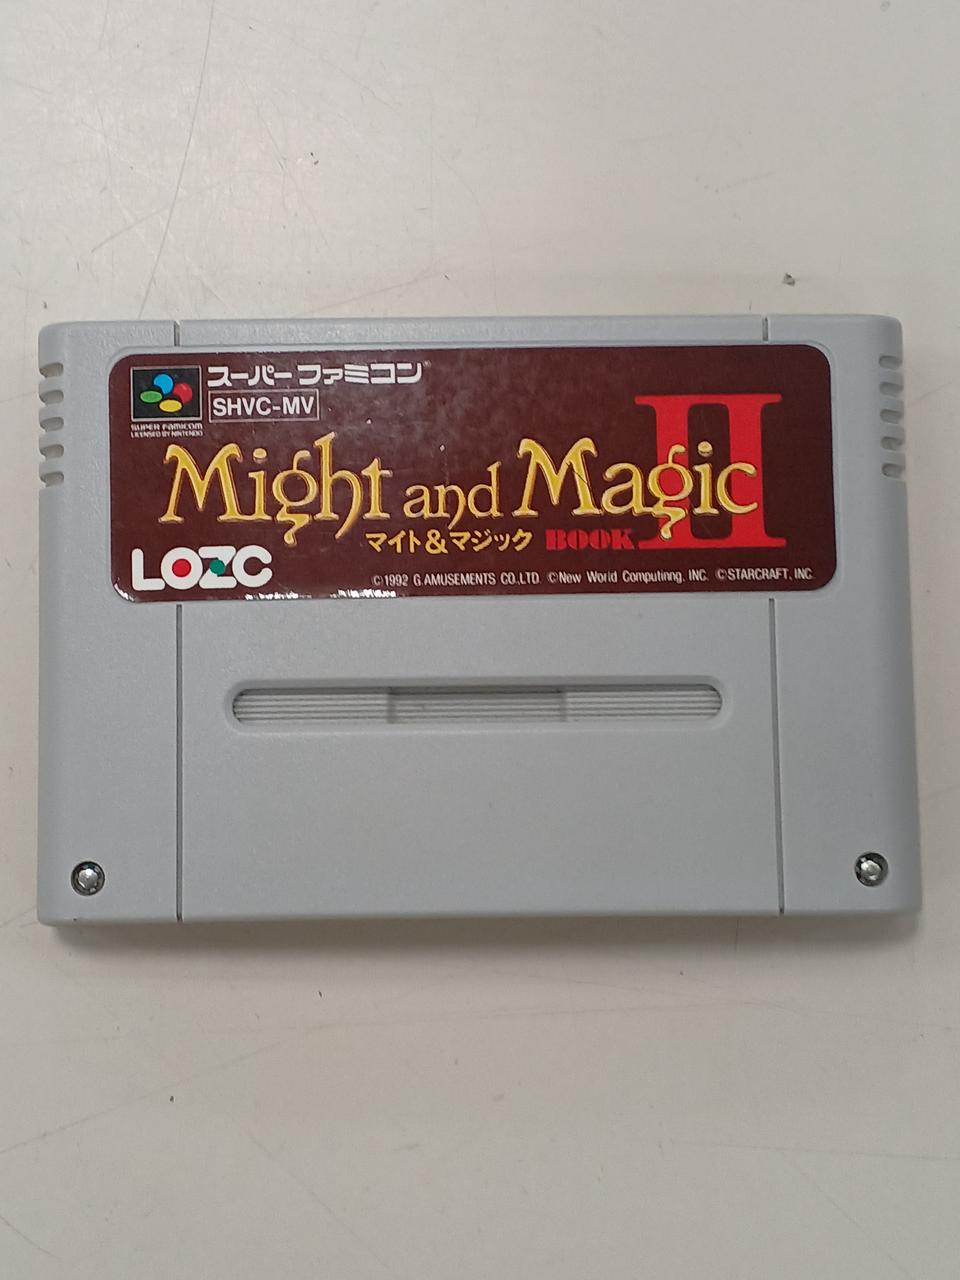 スーパーファミコン
SHVC-MV
SUPER FAMICOM
LICENSED BY NINTENDO
Might and Magic II
マイト&マジック BOOK
LOZC
©1992 G.AMUSEMENTS CO.,LTD. ©New World Computinng, INC. ©STARCRAFT, INC.